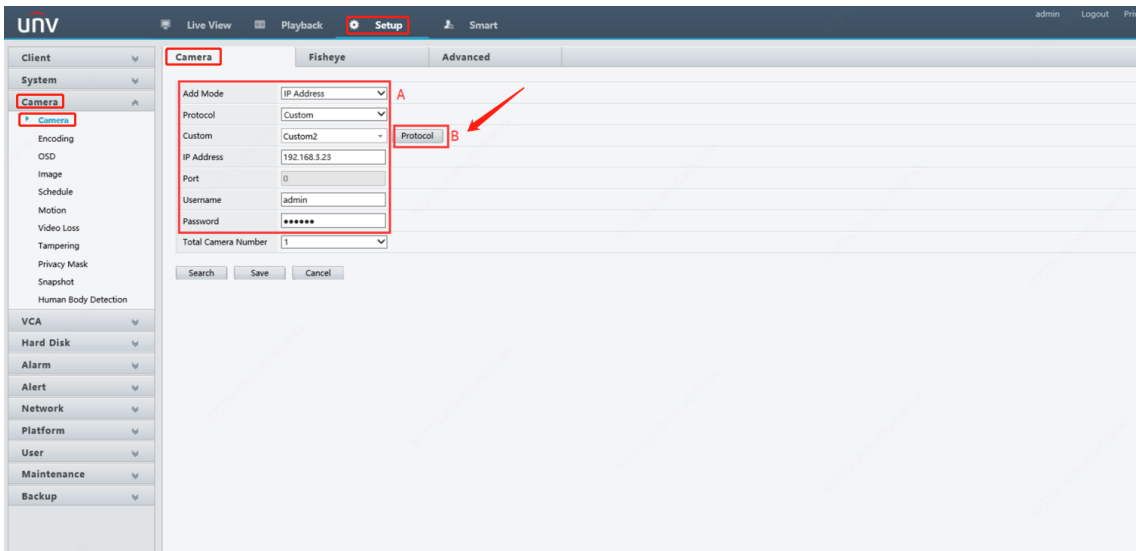 unv
Live View Playback Setup Smart
admin Logout Pri
Client
System
Camera
Camera
Encoding
OSD
Image
Schedule
Motion
Video Loss
Tampering
Privacy Mask
Snapshot
Human Body Detection
VCA
Hard Disk
Alarm
Alert
Network
Platform
User
Maintenance
Backup
Camera Fisheye Advanced
Add Mode IP Address A
Protocol Custom
Custom Custom2 Protocol B
IP Address 192.168.3.23
Port 0
Username admin
Password ••••••
Total Camera Number 1
Search Save Cancel